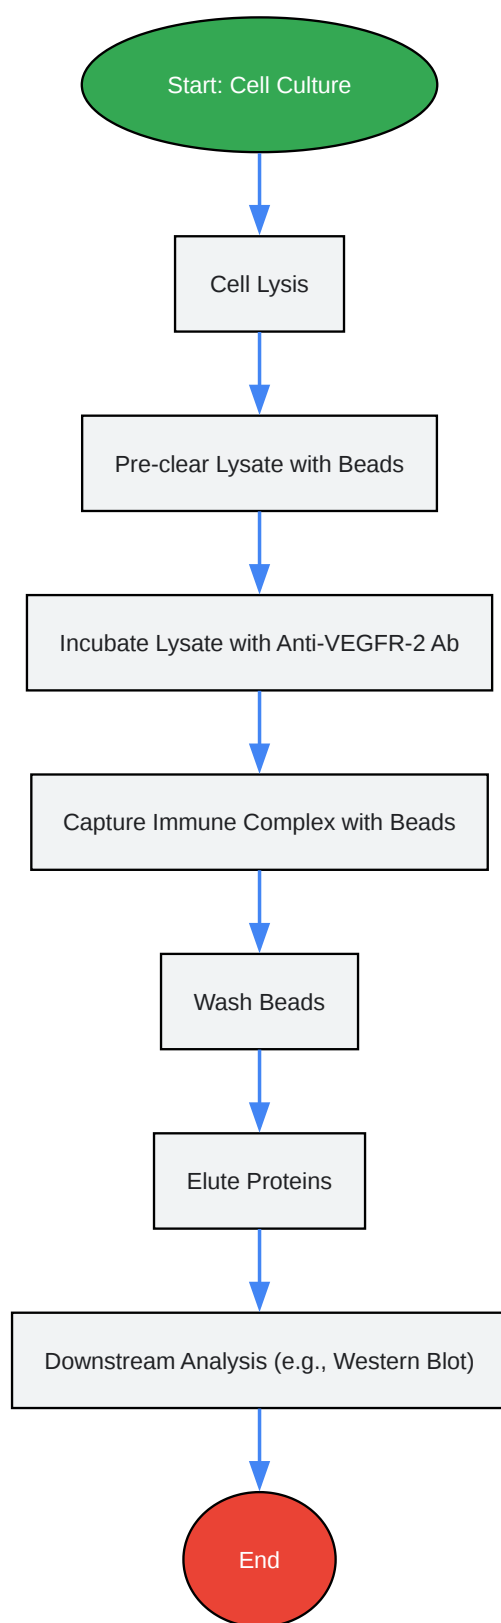 Start: Cell Culture
Cell Lysis
Pre-clear Lysate with Beads
Incubate Lysate with Anti-VEGFR-2 Ab
Capture Immune Complex with Beads
Wash Beads
Elute Proteins
Downstream Analysis (e.g., Western Blot)
End